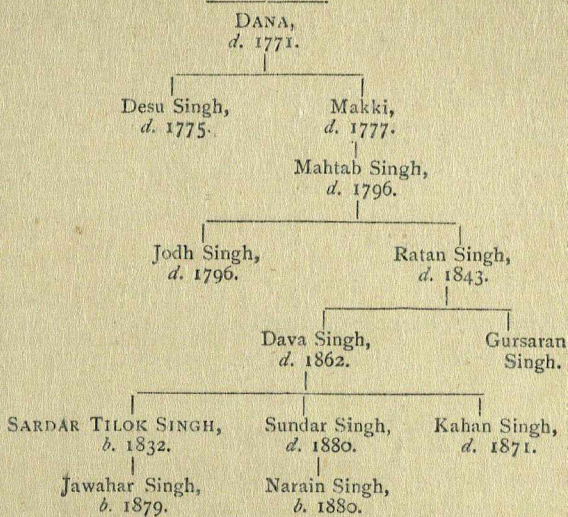 DANA,
d. 1771.
Desu Singh, Makki,
d. 1775. d. 1777.
Mahtab Singh,
d. 1796.
Jodh Singh, Ratan Singh,
d. 1796. d. 1843.
Dava Singh, Gursaran
d. 1862. Singh.
SARDAR TILOK SINGH, Sundar Singh, Kahan Singh,
b. 1832. d. 1880. d. 1871.
Jawahar Singh, Narain Singh,
b. 1879. b. 1880.